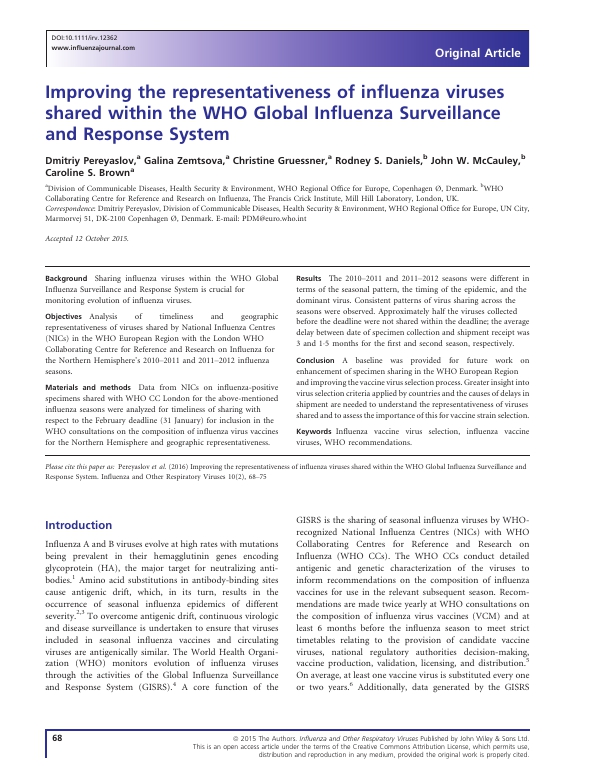 DOI:10.1111/irv.12362
www.influenzajournal.com
Original Article
Improving the representativeness of influenza viruses
shared within the WHO Global Influenza Surveillance
and Response System
Dmitriy Pereyaslov,a Galina Zemtsova,a Christine Gruessner,a Rodney S. Daniels,b John W. McCauley,b
Caroline S. Browna
aDivision of Communicable Diseases, Health Security & Environment, WHO Regional Office for Europe, Copenhagen Ø, Denmark. bWHO
Collaborating Centre for Reference and Research on Influenza, The Francis Crick Institute, Mill Hill Laboratory, London, UK.
Correspondence: Dmitriy Pereyaslov, Division of Communicable Diseases, Health Security & Environment, WHO Regional Office for Europe, UN City,
Marmorvej 51, DK-2100 Copenhagen Ø, Denmark. E-mail: PDM@euro.who.int
Accepted 12 October 2015.
Background Sharing influenza viruses within the WHO Global
Influenza Surveillance and Response System is crucial for
monitoring evolution of influenza viruses.
Objectives Analysis of timeliness and geographic
representativeness of viruses shared by National Influenza Centres
(NICs) in the WHO European Region with the London WHO
Collaborating Centre for Reference and Research on Influenza for
the Northern Hemisphere's 2010–2011 and 2011–2012 influenza
seasons.
Materials and methods Data from NICs on influenza-positive
specimens shared with WHO CC London for the above-mentioned
influenza seasons were analyzed for timeliness of sharing with
respect to the February deadline (31 January) for inclusion in the
WHO consultations on the composition of influenza virus vaccines
for the Northern Hemisphere and geographic representativeness.
Results The 2010–2011 and 2011–2012 seasons were different in
terms of the seasonal pattern, the timing of the epidemic, and the
dominant virus. Consistent patterns of virus sharing across the
seasons were observed. Approximately half the viruses collected
before the deadline were not shared within the deadline; the average
delay between date of specimen collection and shipment receipt was
3 and 1·5 months for the first and second season, respectively.
Conclusion A baseline was provided for future work on
enhancement of specimen sharing in the WHO European Region
and improving the vaccine virus selection process. Greater insight into
virus selection criteria applied by countries and the causes of delays in
shipment are needed to understand the representativeness of viruses
shared and to assess the importance of this for vaccine strain selection.
Keywords Influenza vaccine virus selection, influenza vaccine
viruses, WHO recommendations.
Please cite this paper as: Pereyaslov et al. (2016) Improving the representativeness of influenza viruses shared within the WHO Global Influenza Surveillance and
Response System. Influenza and Other Respiratory Viruses 10(2), 68–75
Introduction
Influenza A and B viruses evolve at high rates with mutations
being prevalent in their hemagglutinin genes encoding
glycoprotein (HA), the major target for neutralizing anti-
bodies.1 Amino acid substitutions in antibody-binding sites
cause antigenic drift, which, in its turn, results in the
occurrence of seasonal influenza epidemics of different
severity.2,3 To overcome antigenic drift, continuous virologic
and disease surveillance is undertaken to ensure that viruses
included in seasonal influenza vaccines and circulating
viruses are antigenically similar. The World Health Organi-
zation (WHO) monitors evolution of influenza viruses
through the activities of the Global Influenza Surveillance
and Response System (GISRS).4 A core function of the
GISRS is the sharing of seasonal influenza viruses by WHO-
recognized National Influenza Centres (NICs) with WHO
Collaborating Centres for Reference and Research on
Influenza (WHO CCs). The WHO CCs conduct detailed
antigenic and genetic characterization of the viruses to
inform recommendations on the composition of influenza
vaccines for use in the relevant subsequent season. Recom-
mendations are made twice yearly at WHO consultations on
the composition of influenza virus vaccines (VCM) and at
least 6 months before the influenza season to meet strict
timetables relating to the provision of candidate vaccine
viruses, national regulatory authorities decision-making,
vaccine production, validation, licensing, and distribution.5
On average, at least one vaccine virus is substituted every one
or two years.6 Additionally, data generated by the GISRS
68
© 2015 The Authors. Influenza and Other Respiratory Viruses Published by John Wiley & Sons Ltd.
This is an open access article under the terms of the Creative Commons Attribution License, which permits use,
distribution and reproduction in any medium, provided the original work is properly cited.